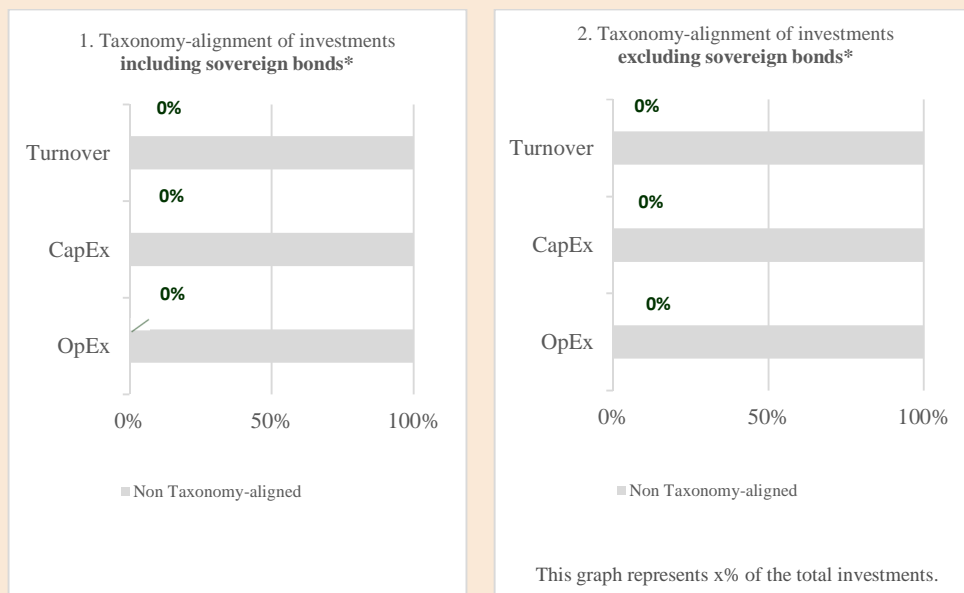 1. Taxonomy-alignment of investments
including sovereign bonds*
0%
Turnover
0%
CapEx
0%
OpEx
0%
50%
100%
Non Taxonomy-aligned
2. Taxonomy-alignment of investments
excluding sovereign bonds*
0%
Turnover
0%
CapEx
0%
OpEx
0%
50%
100%
Non Taxonomy-aligned
This graph represents x% of the total investments.